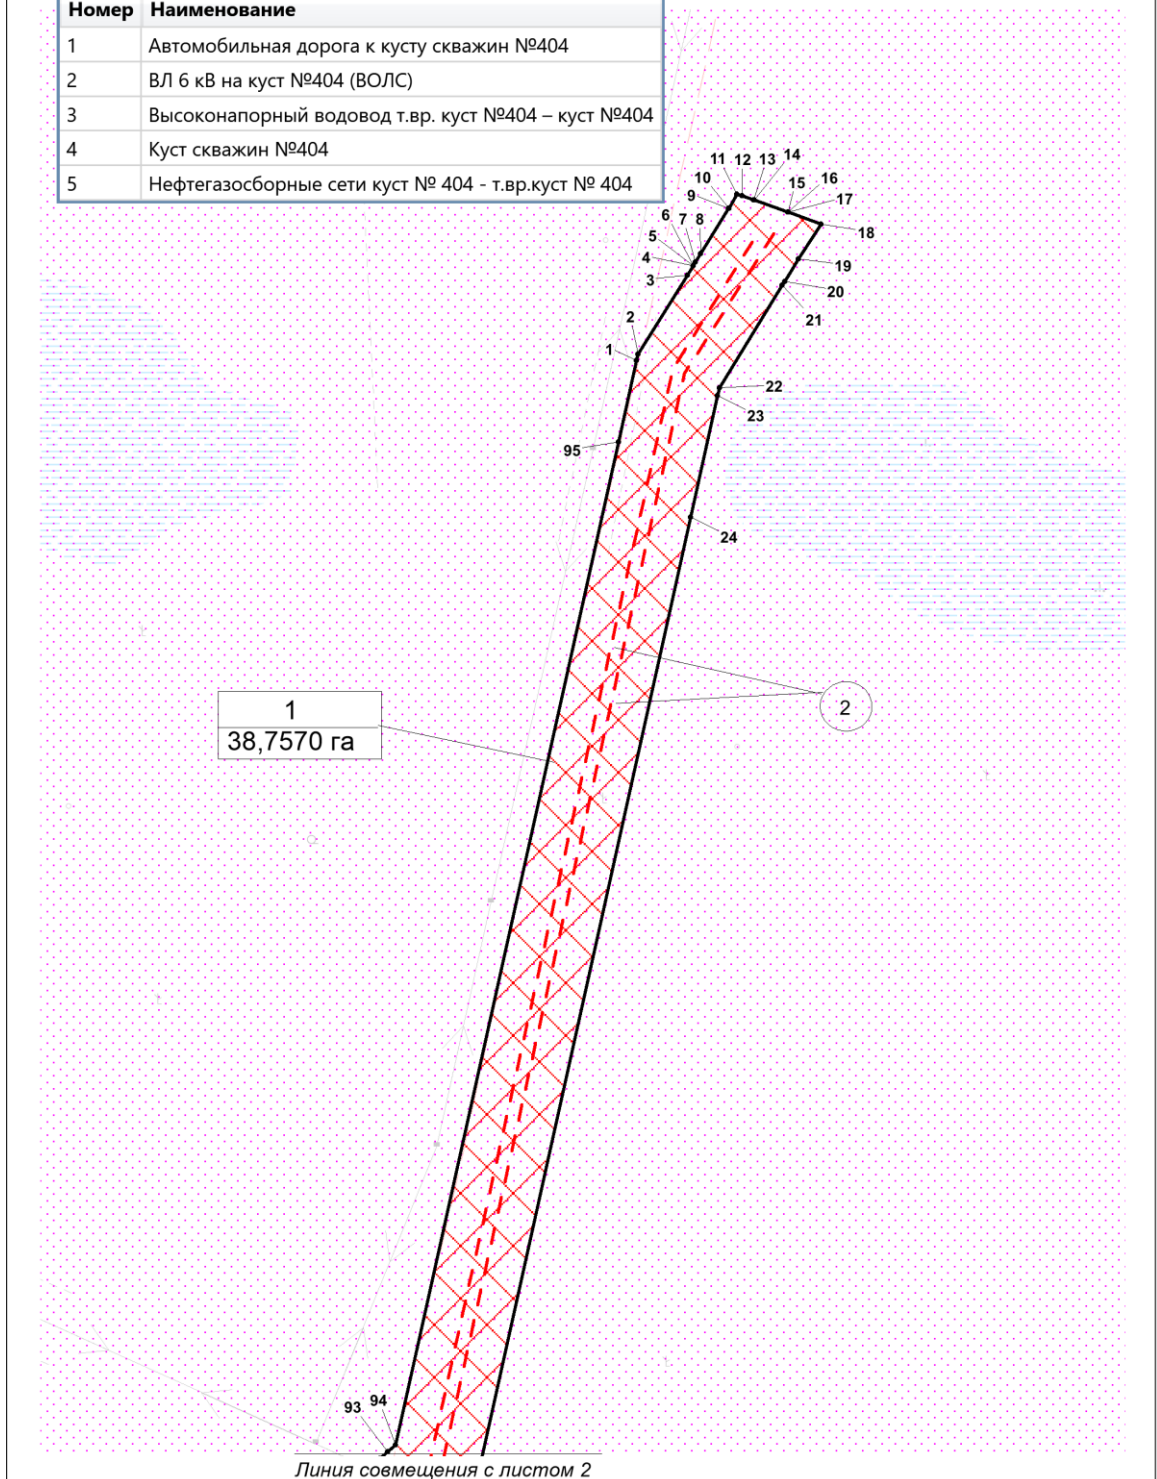 Номер Наименование
1 Автомобильная дорога к кусту скважин №404
2 ВЛ 6 кВ на куст №404 (ВОЛС)
3 Высоконапорный водовод т.вр. куст №404 – куст №404
4 Куст скважин №404
5 Нефтегазосборные сети куст № 404 - т.вр.куст № 404
11 12 13 14
10 15 16
9 17
6 7 8 18
5
4 19
3 20
2 21
1
22
23
95
24
1
38,7570 га
2
93 94
Линия совмещения с листом 2